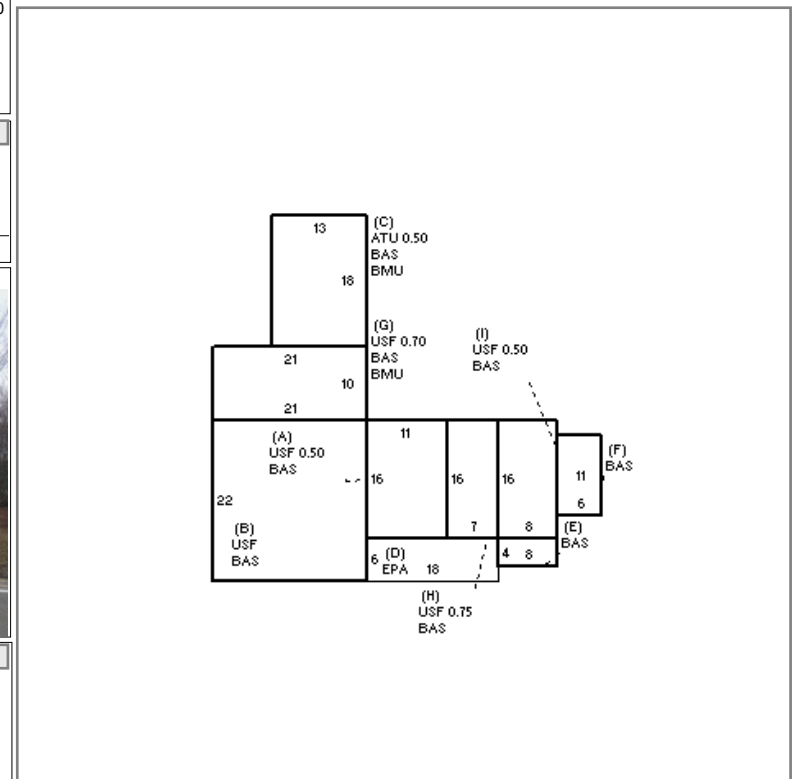 13
(C)
ATU 0.50
BAS
BMU
18
(G)
USF 0.70
BAS
BMU
21
10
21
(I)
USF 0.50
BAS
(A)
USF 0.50
BAS
11
16
16
16
(F)
BAS
11
6
22
(B)
USF
BAS
7
8
(E)
BAS
6
(D)
EPA
18
4
8
(H)
USF 0.75
BAS